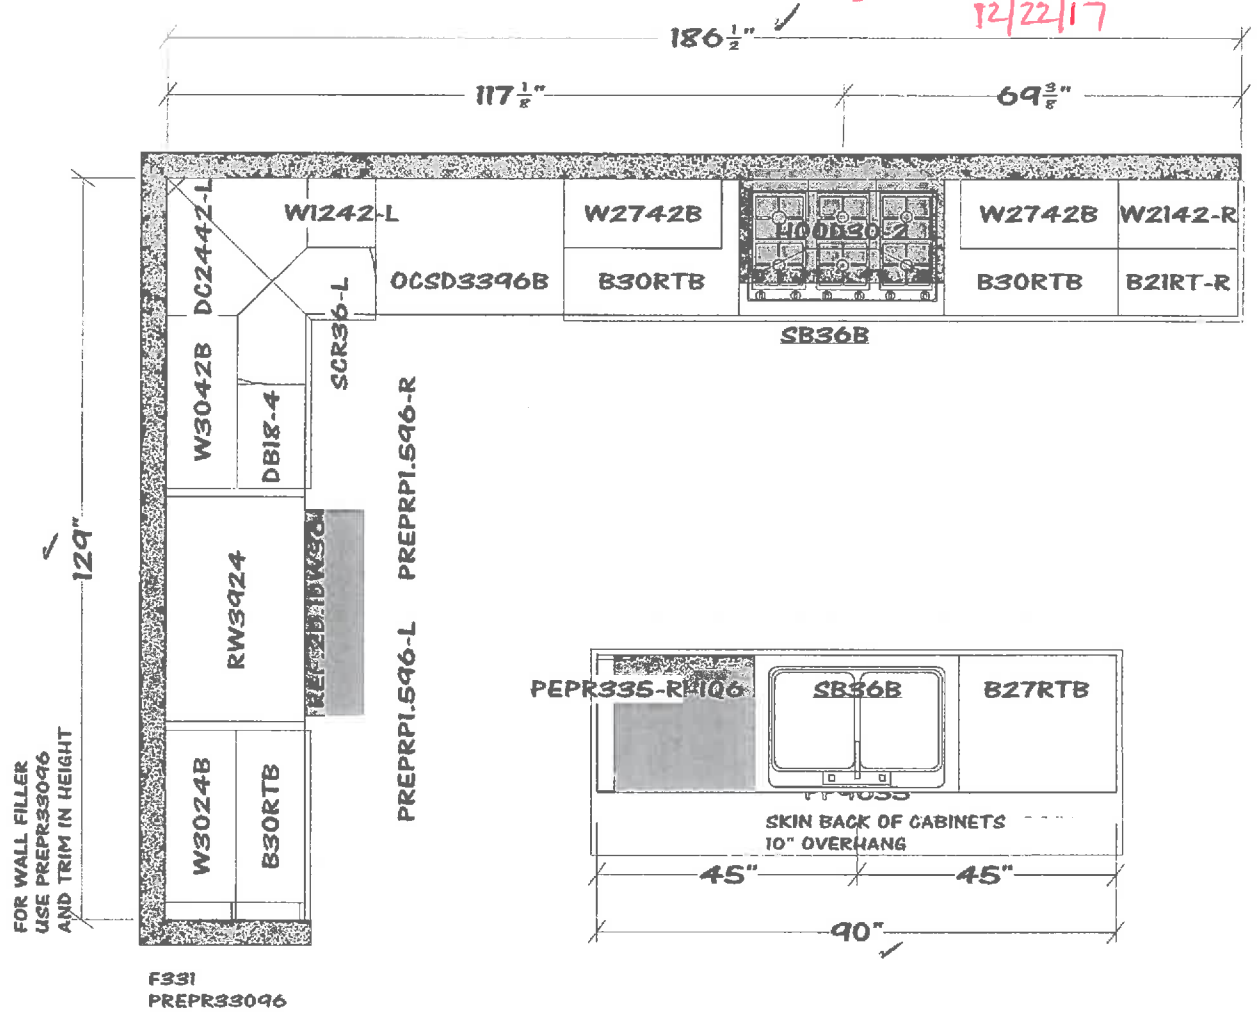 12/22/17
186 1/2"
117 1/8"
69 3/8"
DC2442-L
W1242-L
W2742B
HOOD30-2
W2742B
W2142-R
OCSD3396B
B30RTB
B30RTB
B21RT-R
SCR36-L
SB36B
W3042B
DB18-4
PREPRP1.596-R
129"
RW3924
PREPRP1.596-L
PEPR335-R
SB36B
B27RTB
W3024B
B30RTB
SKIN BACK OF CABINETS
10" OVERHANG
45"
45"
90"
FOR WALL FILLER
USE PREPR33096
AND TRIM IN HEIGHT
F331
PREPR33096